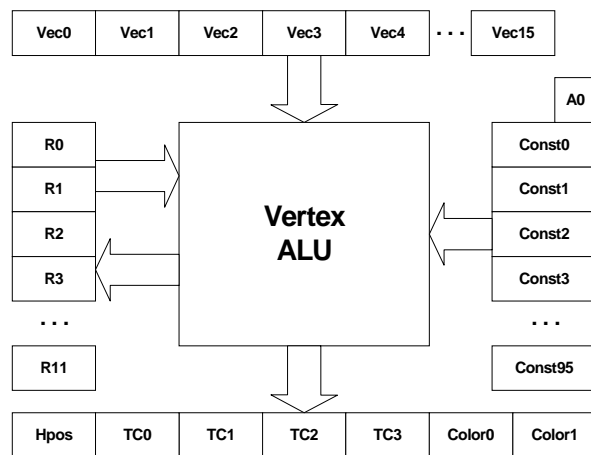 Vec0 Vec1 Vec2 Vec3 Vec4 ... Vec15
A0
R0 Const0
R1 Const1
Vertex
ALU
R2 Const2
R3 Const3
... ...
R11 Const95
Hpos TC0 TC1 TC2 TC3 Color0 Color1